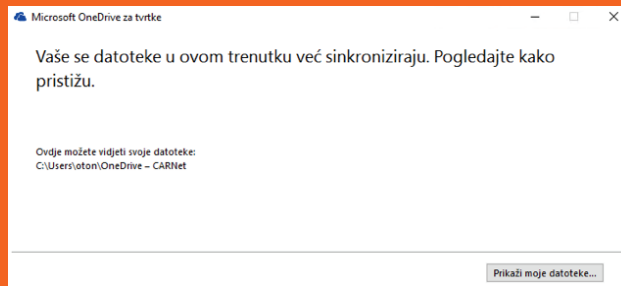 Microsoft OneDrive za tvrtke
Vaše se datoteke u ovom trenutku već sinkroniziraju. Pogledajte kako
pristižu.
Ovdje možete vidjeti svoje datoteke:
C:\Users\oton\OneDrive – CARNet
Prikaži moje datoteke...